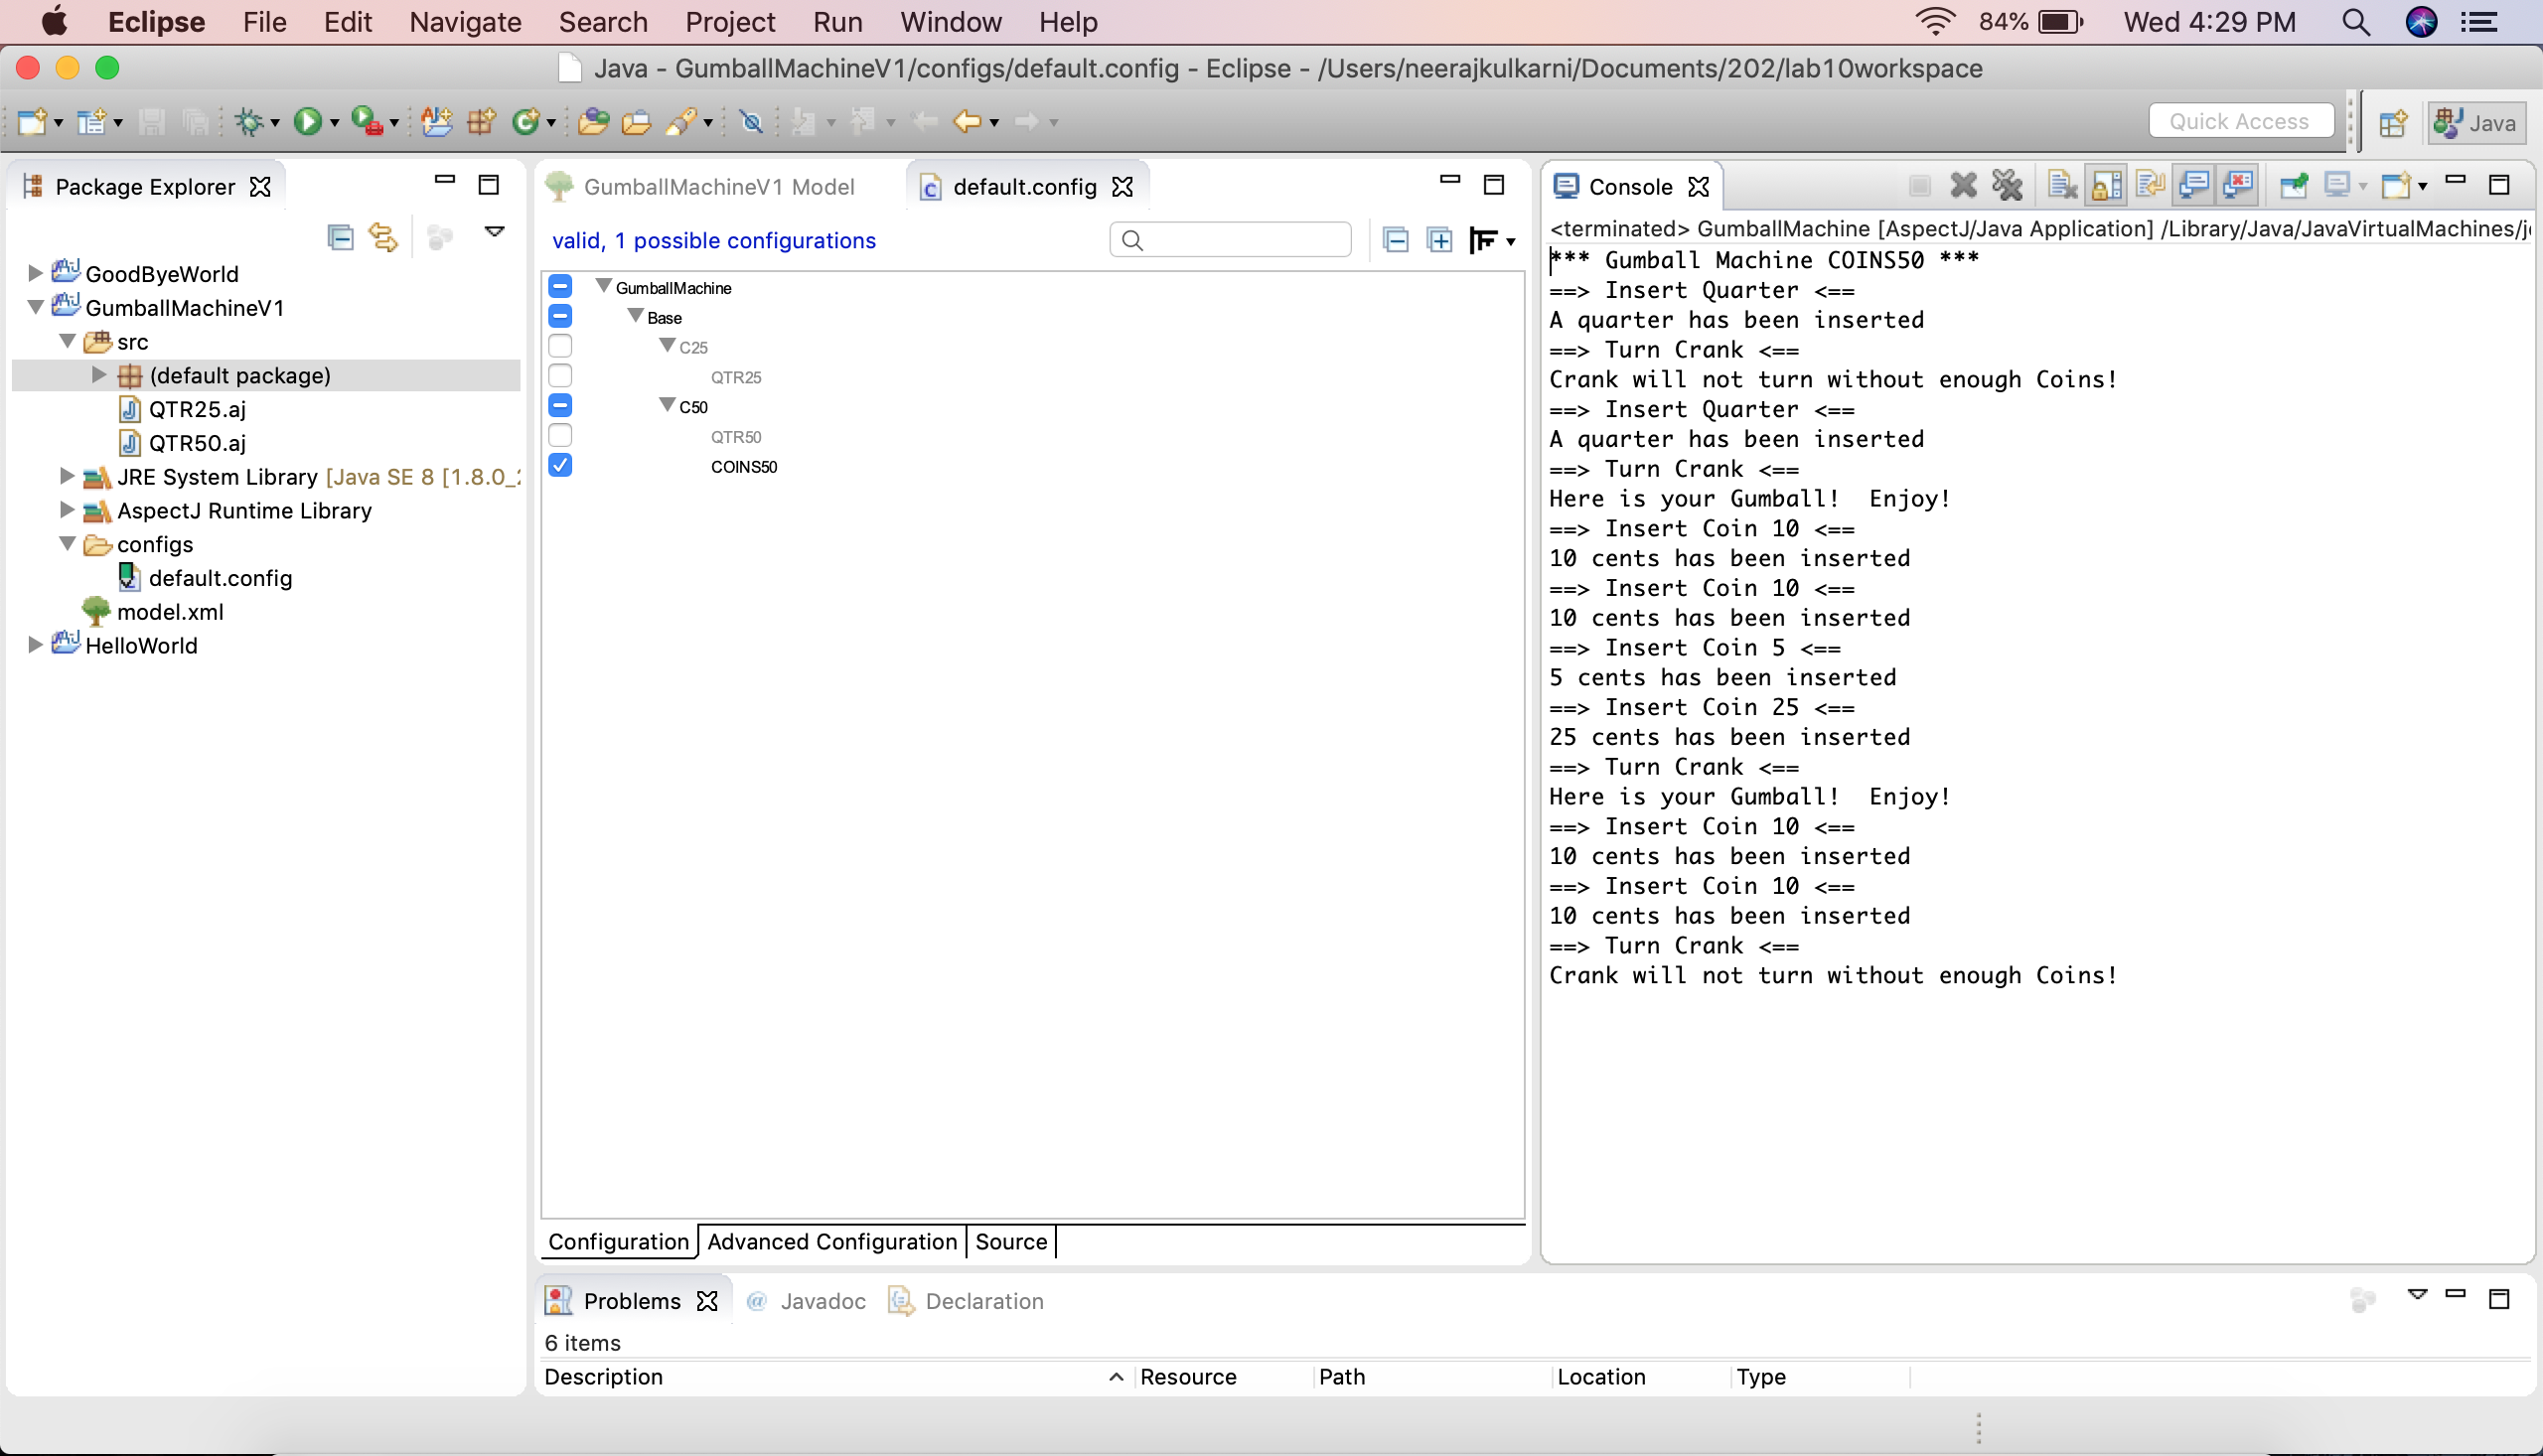 Eclipse File Edit Navigate Search Project Run Window Help 84% Wed 4:29 PM
Java - GumballMachineV1/configs/default.config - Eclipse - /Users/neerajkulkarni/Documents/202/lab10workspace
Quick Access Java
Package Explorer
GoodByeWorld
GumballMachineV1
src
(default package)
QTR25.aj
QTR50.aj
JRE System Library [Java SE 8 [1.8.0_
AspectJ Runtime Library
configs
default.config
model.xml
HelloWorld
GumballMachineV1 Model default.config
valid, 1 possible configurations
GumballMachine
Base
C25
QTR25
C50
QTR50
COINS50
Configuration Advanced Configuration Source
Console
<terminated> GumballMachine [AspectJ/Java Application] /Library/Java/JavaVirtualMachines/j
*** Gumball Machine COINS50 ***
==> Insert Quarter <==
A quarter has been inserted
==> Turn Crank <==
Crank will not turn without enough Coins!
==> Insert Quarter <==
A quarter has been inserted
==> Turn Crank <==
Here is your Gumball!  Enjoy!
==> Insert Coin 10 <==
10 cents has been inserted
==> Insert Coin 10 <==
10 cents has been inserted
==> Insert Coin 5 <==
5 cents has been inserted
==> Insert Coin 25 <==
25 cents has been inserted
==> Turn Crank <==
Here is your Gumball!  Enjoy!
==> Insert Coin 10 <==
10 cents has been inserted
==> Insert Coin 10 <==
10 cents has been inserted
==> Turn Crank <==
Crank will not turn without enough Coins!
Problems Javadoc Declaration
6 items
Description Resource Path Location Type